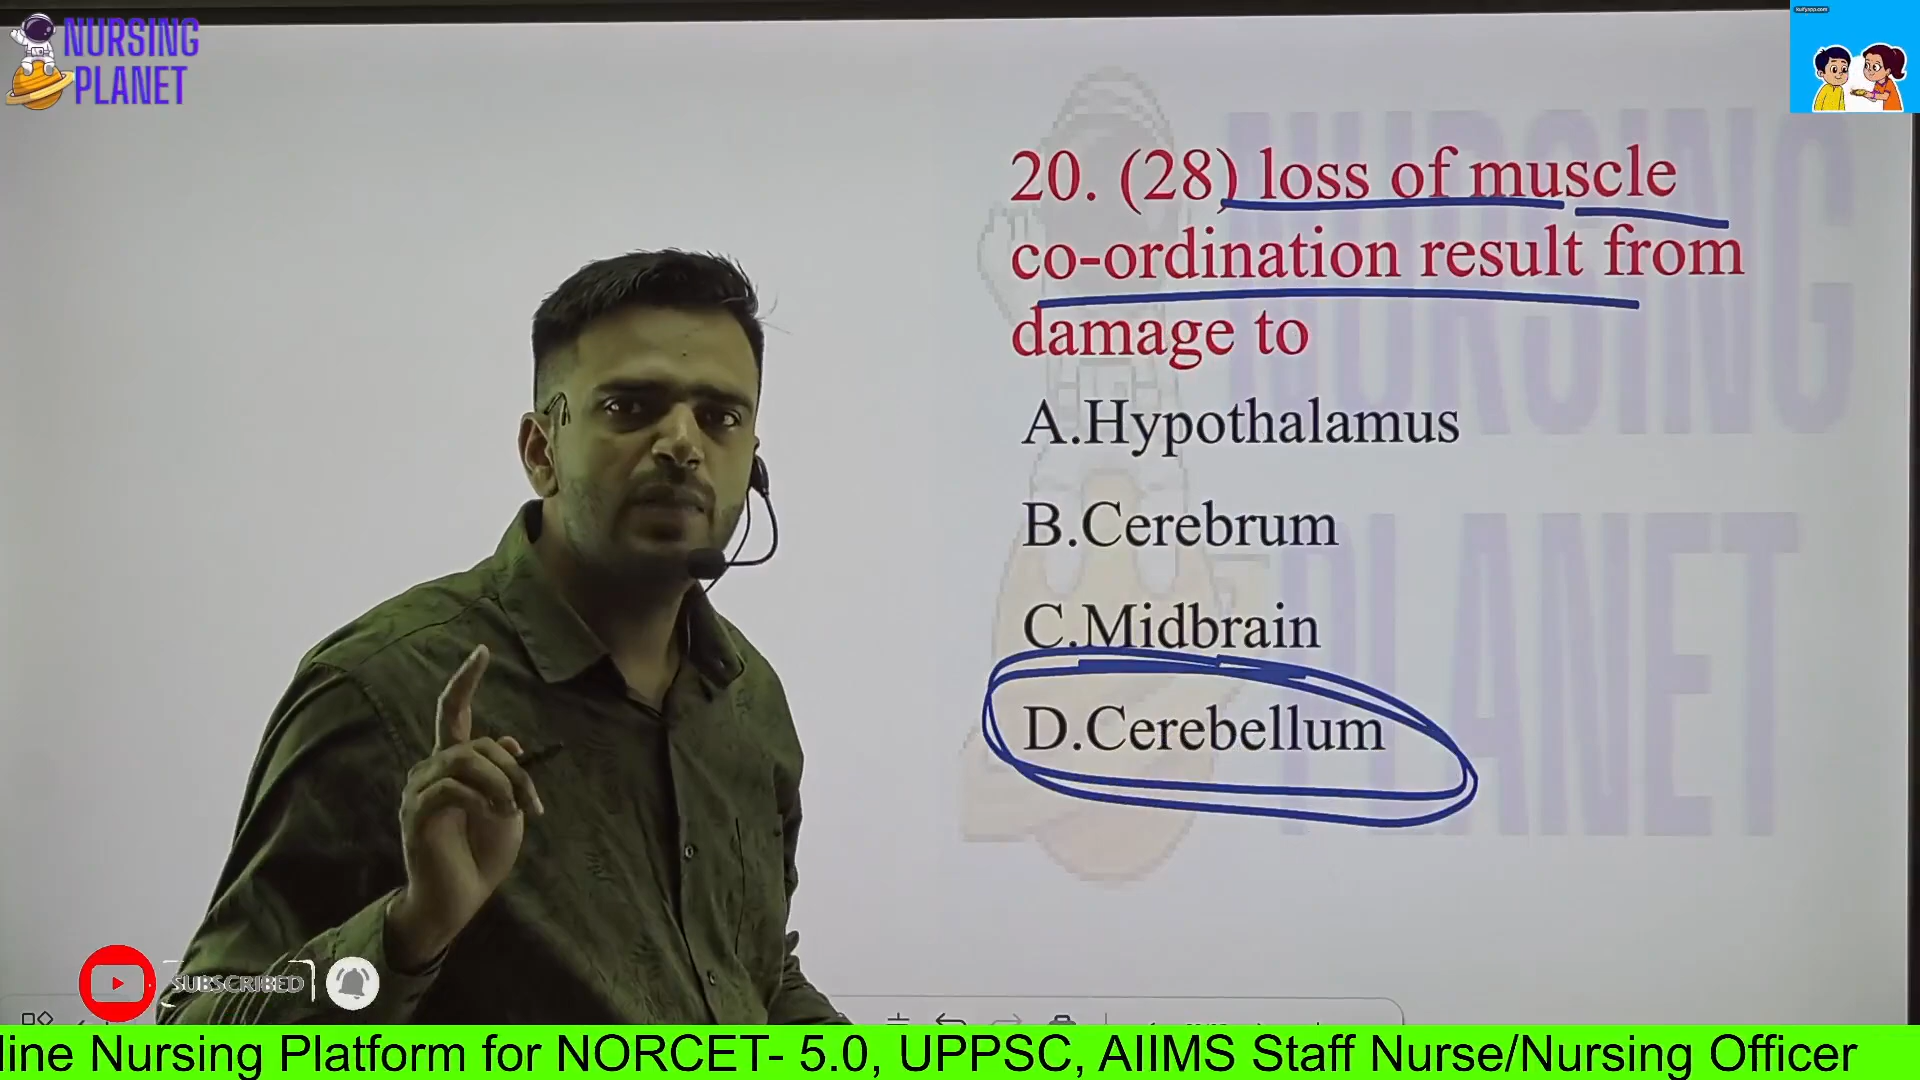 NURSING
PLANET
20. (28) loss of muscle
co-ordination result from
damage to
A.Hypothalamus
B.Cerebrum
C.Midbrain
D.Cerebellum
SUBSCRIBED
line Nursing Platform for NORCET- 5.0, UPPSC, AIIMS Staff Nurse/Nursing Officer